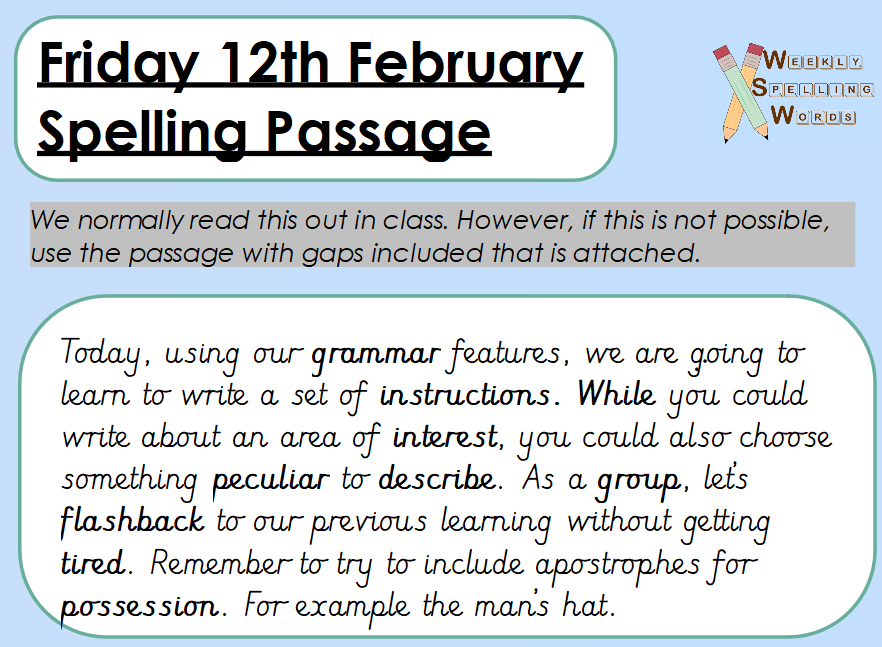 Friday 12th February
Spelling Passage
WEEKLY
SPELLING
WORDS
We normally read this out in class. However, if this is not possible,
use the passage with gaps included that is attached.
Today, using our grammar features, we are going to
learn to write a set of instructions. While you could
write about an area of interest, you could also choose
something peculiar to describe. As a group, let's
flashback to our previous learning without getting
tired. Remember to try to include apostrophes for
possession. For example the man's hat.